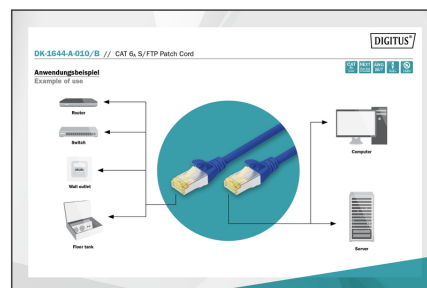 DIGITUS®
DK-1644-A-010/B // CAT 6A S/FTP Patch Cord
Anwendungsbeispiel
Example of use
Router
Switch
Wall outlet
Floor tank
Computer
Server